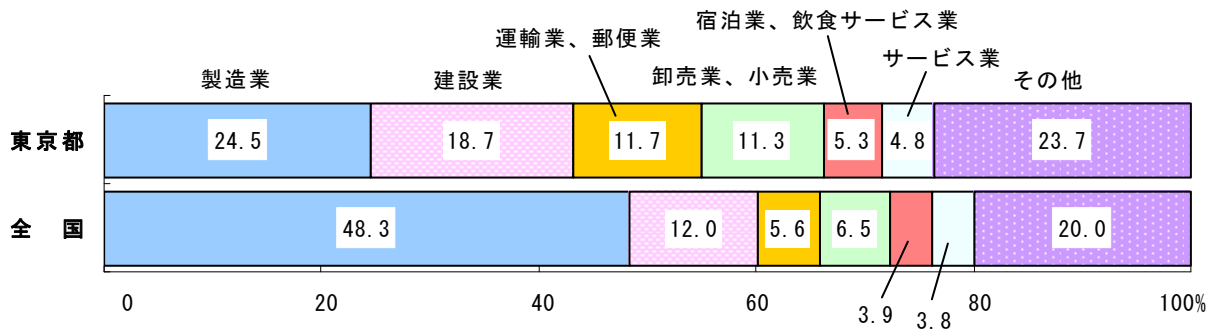 宿泊業、飲食サービス業
運輸業、郵便業
サービス業
製造業 建設業 卸売業、小売業 その他
東京都 24.5 18.7 11.7 11.3 5.3 4.8 23.7
全 国 48.3 12.0 5.6 6.5 20.0
0 20 40 60 80 100%
3.9 3.8